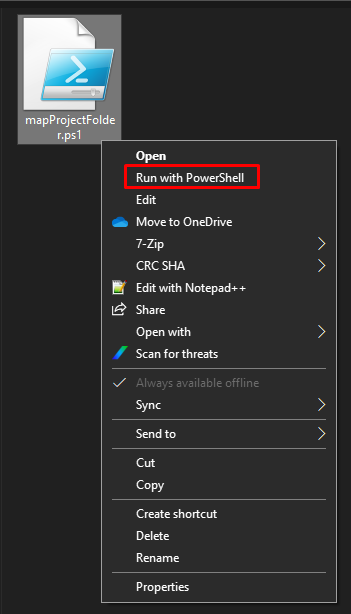 mapProjectFolde
r.ps1
Open
Run with PowerShell
Edit
Move to OneDrive
7-Zip
CRC SHA
Edit with Notepad++
Share
Open with
Scan for threats
Always available offline
Sync
Send to
Cut
Copy
Create shortcut
Delete
Rename
Properties